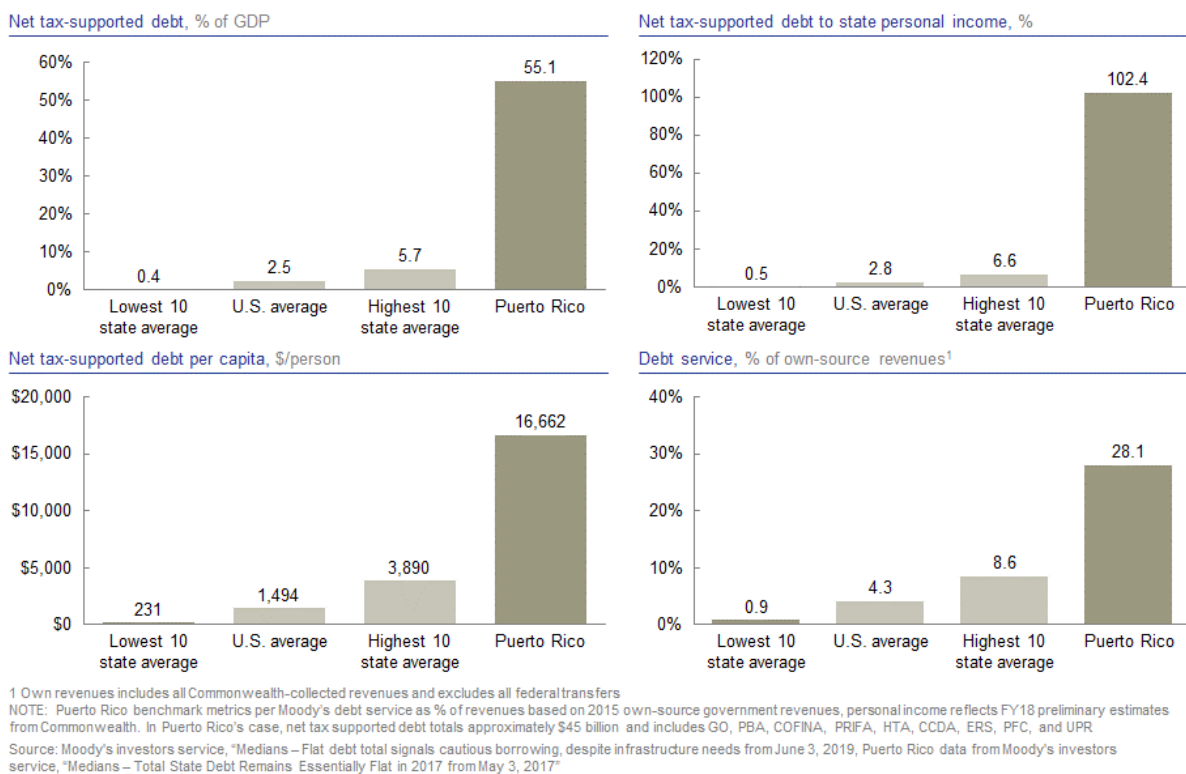 Net tax-supported debt, % of GDP
60%
50%
40%
30%
20%
10%
0%
0.4
2.5
5.7
55.1
Lowest 10
state average
U.S. average
Highest 10
state average
Puerto Rico
Net tax-supported debt to state personal income, %
120%
100%
80%
60%
40%
20%
0%
0.5
2.8
6.6
102.4
Lowest 10
state average
U.S. average
Highest 10
state average
Puerto Rico
Net tax-supported debt per capita, $/person
$20,000
$15,000
$10,000
$5,000
$0
231
1,494
3,890
16,662
Lowest 10
state average
U.S. average
Highest 10
state average
Puerto Rico
Debt service, % of own-source revenues1
40%
30%
20%
10%
0%
0.9
4.3
8.6
28.1
Lowest 10
state average
U.S. average
Highest 10
state average
Puerto Rico
1 Own revenues includes all Commonwealth-collected revenues and excludes all federal transfers
NOTE: Puerto Rico benchmark metrics per Moody's debt service as % of revenues based on 2015 own-source government revenues, personal income reflects FY18 preliminary estimates
from Commonwealth. In Puerto Rico's case, net tax supported debt totals approximately $45 billion and includes GO, PBA, COFINA, PRIFA, HTA, CCDA, ERS, PFC, and UPR
Source: Moody's investors service, “Medians – Flat debt total signals cautious borrowing, despite infrastructure needs from June 3, 2019, Puerto Rico data from Moody's investors
service, “Medians – Total State Debt Remains Essentially Flat in 2017 from May 3, 2017”